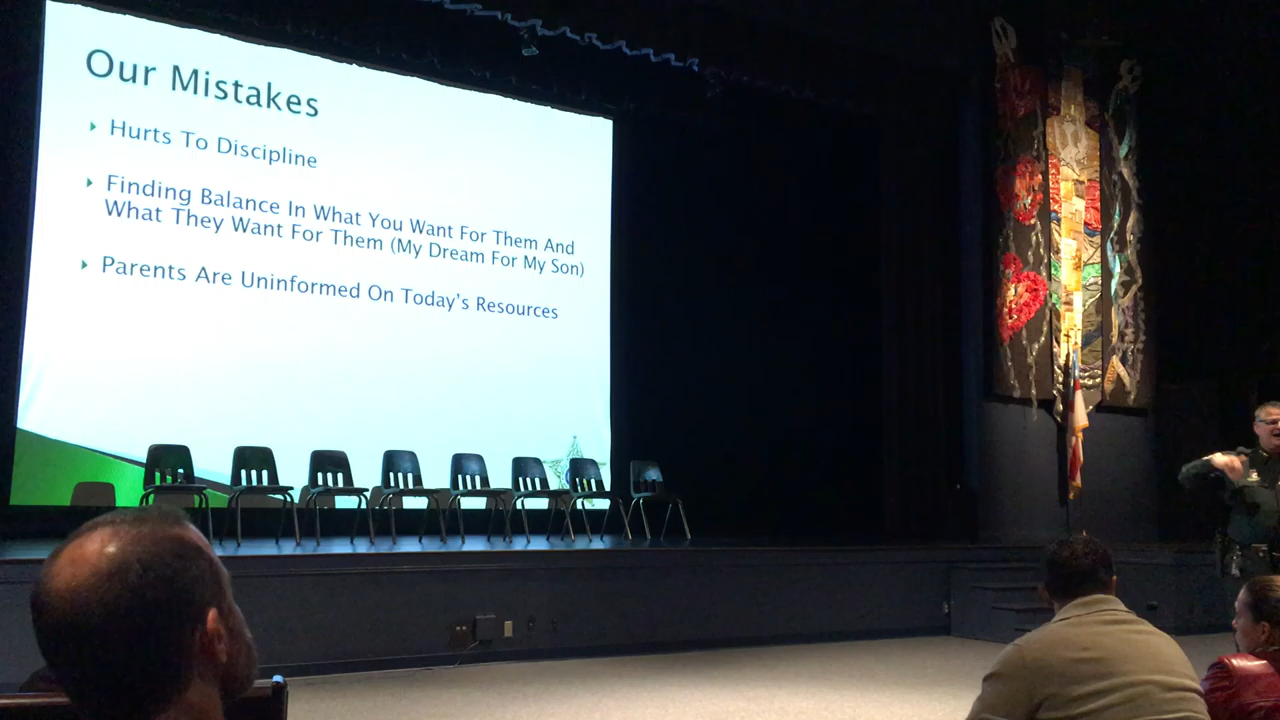 Our Mistakes
Hurts To Discipline
Finding Balance In What You Want For Them And
What They Want For Them (My Dream For My Son)
Parents Are Uninformed On Today's Resources